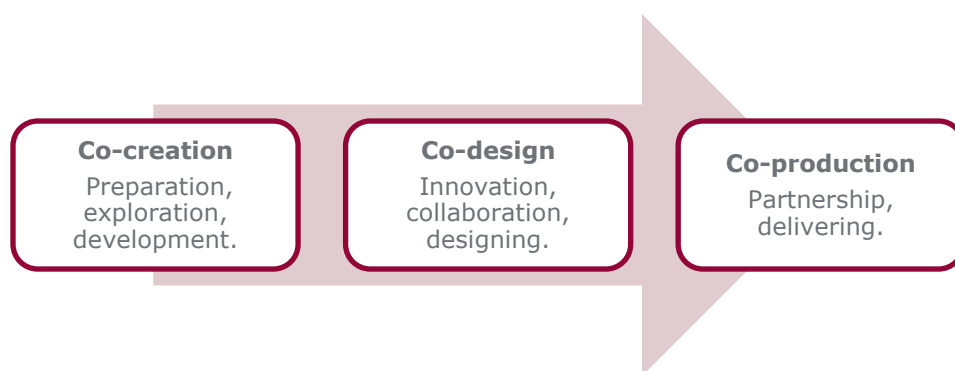 Co-creation
Preparation,
exploration,
development.
Co-design
Innovation,
collaboration,
designing.
Co-production
Partnership,
delivering.